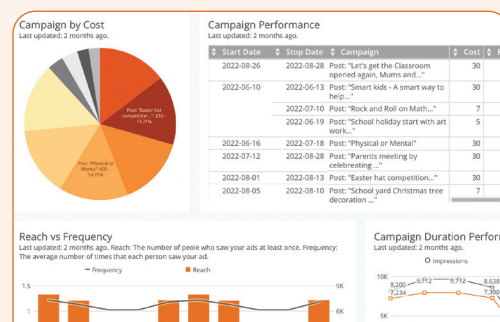 Campaign by Cost
Last updated: 2 months ago.
Post: "Easter hat
competition...": $30 -
14.71%
Post: "Physical or
Mental": $30 -
14.71%
Campaign Performance
Last updated: 2 months ago.
Start Date Stop Date Campaign Cost
2022-08-26 2022-08-28 Post: "Let's get the Classroom 30
opened again, Mums and..."
2022-06-10 2022-06-13 Post: "Smart kids - A smart way to 30
help..."
2022-07-10 Post: "Rock and Roll on Math..." 7
2022-06-19 Post: "School holiday start with art 5
work..."
2022-06-16 2022-07-18 Post: "Physical or Mental" 30
2022-07-12 2022-08-28 Post: "Parents meeting by 30
celebreating ..."
2022-08-01 2022-08-13 Post: "Easter hat competition..." 30
2022-08-05 2022-08-10 Post: "School yard Christmas tree 7
decoration ..."
Reach vs Frequency
Last updated: 2 months ago. Reach: The number of peole who saw your ads at least once. Frequency:
The average number of times that each person saw your ad.
Frequency Reach
1.5 9K
1 6K
Campaign Duration Perform
Last updated: 2 months ago.
Impressions
10K
8,200 9,712 9,712 8,638
7,234 7,300
5K